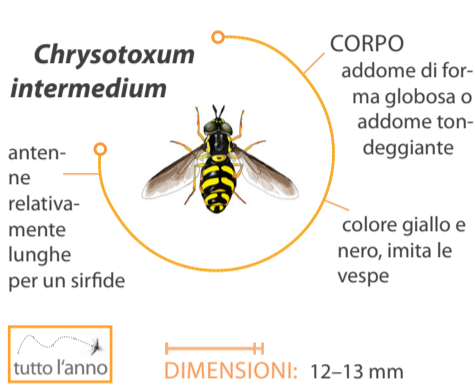 Chrysotoxum
intermedium
CORPO
addome di for-
ma globosa o
addome ton-
deggiante
anten-
ne
relativa-
mente
lunghe
per un sirfide
colore giallo e
nero, imita le
vespe
tutto l'anno
DIMENSIONI: 12–13 mm